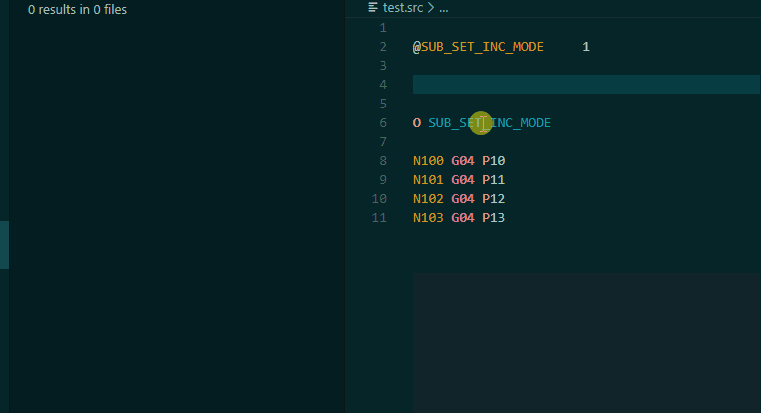 0 results in 0 files
test.src > ...
1
2 @SUB_SET_INC_MODE 1
3
4
5
6 O SUB_SET_INC_MODE
7
8 N100 G04 P10
9 N101 G04 P11
10 N102 G04 P12
11 N103 G04 P13